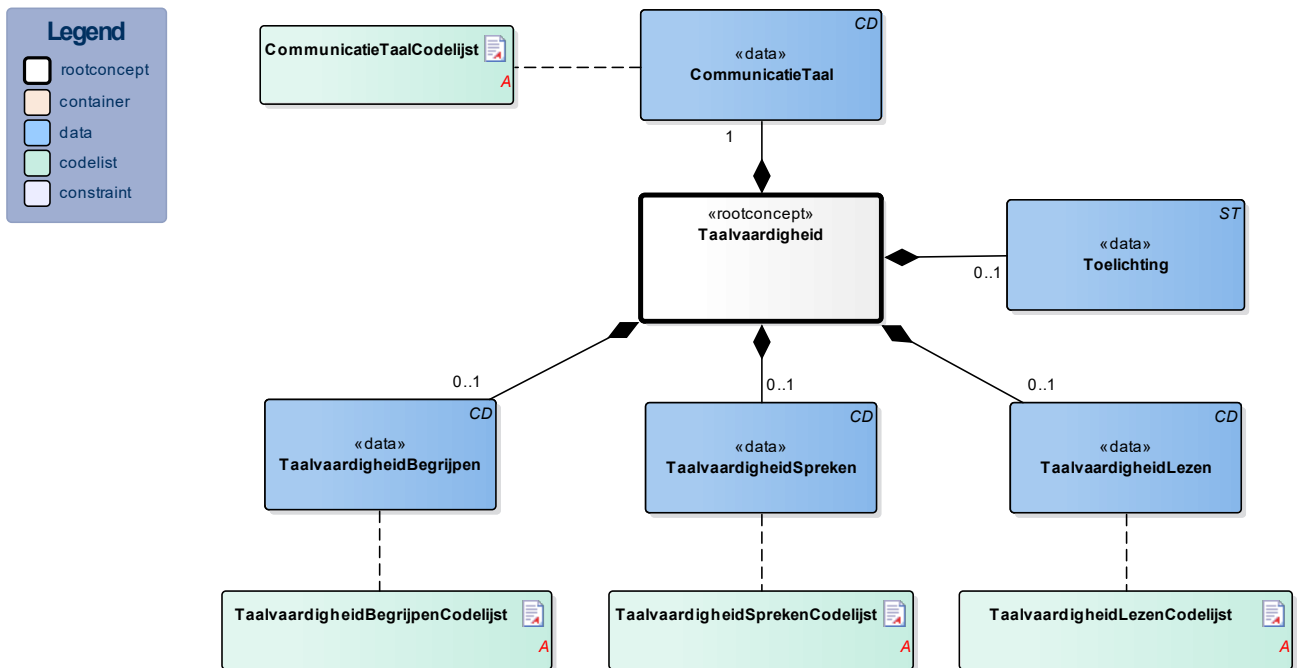 Legend
rootconcept
container
data
codelist
constraint
CommunicatieTaalCodelijst
A
CD
«data»
CommunicatieTaal
1
«rootconcept»
Taalvaardigheid
ST
«data»
Toelichting
0..1
0..1
0..1
0..1
CD
«data»
TaalvaardigheidBegrijpen
CD
«data»
TaalvaardigheidSpreken
CD
«data»
TaalvaardigheidLezen
TaalvaardigheidBegrijpenCodelijst
A
TaalvaardigheidSprekenCodelijst
A
TaalvaardigheidLezenCodelijst
A